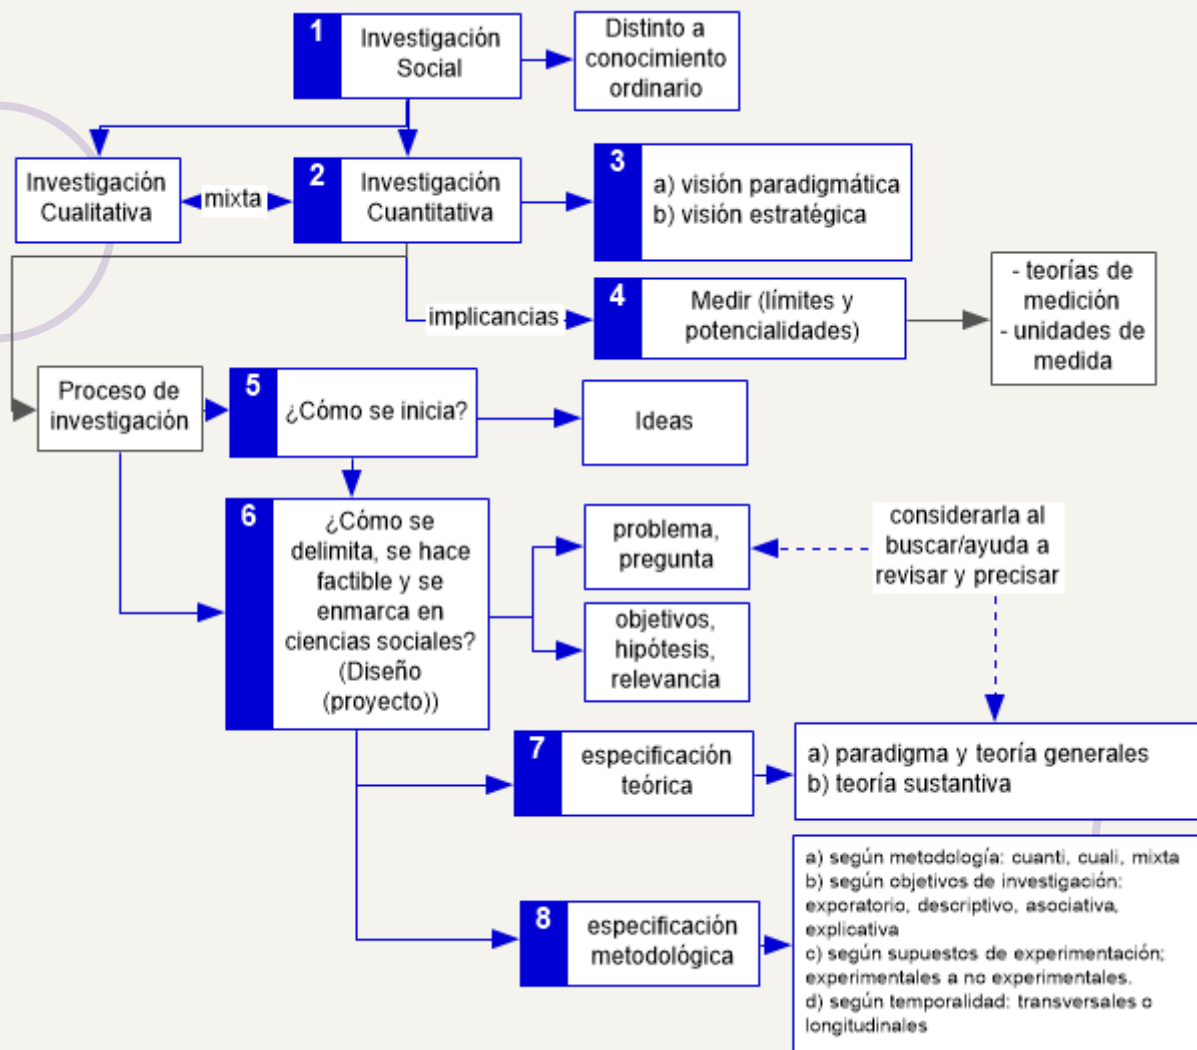 1
Investigación
Social
Distinto a
conocimiento
ordinario
Investigación
Cualitativa
mixta
2
Investigación
Cuantitativa
3
a) visión paradigmática
b) visión estratégica
implicancias
4
Medir (límites y
potencialidades)
- teorías de
medición
- unidades de
medida
Proceso de
investigación
5
¿Cómo se inicia?
Ideas
6
¿Cómo se
delimita, se hace
factible y se
enmarca en
ciencias sociales?
(Diseño
(proyecto))
problema,
pregunta
considerarla al
buscar/ayuda a
revisar y precisar
objetivos,
hipótesis,
relevancia
7
especificación
teórica
a) paradigma y teoría generales
b) teoría sustantiva
8
especificación
metodológica
a) según metodología: cuanti, cuali, mixta
b) según objetivos de investigación:
exporatorio, descriptivo, asociativa,
explicativa
c) según supuestos de experimentación;
experimentales a no experimentales.
d) según temporalidad: transversales o
longitudinales